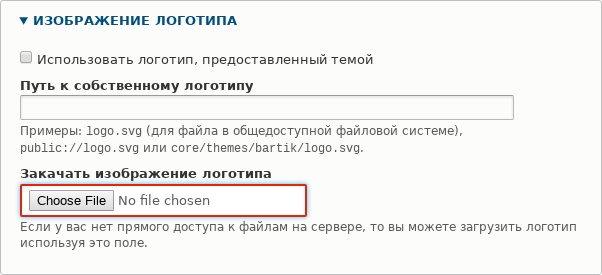 ИЗОБРАЖЕНИЕ ЛОГОТИПА
Использовать логотип, предоставленный темой
Путь к собственному логотипу
Примеры: logo.svg (для файла в общедоступной файловой системе),
public://logo.svg или core/themes/bartik/logo.svg.
Закачать изображение логотипа
Choose File No file chosen
Если у вас нет прямого доступа к файлам на сервере, то вы можете загрузить логотип
используя это поле.